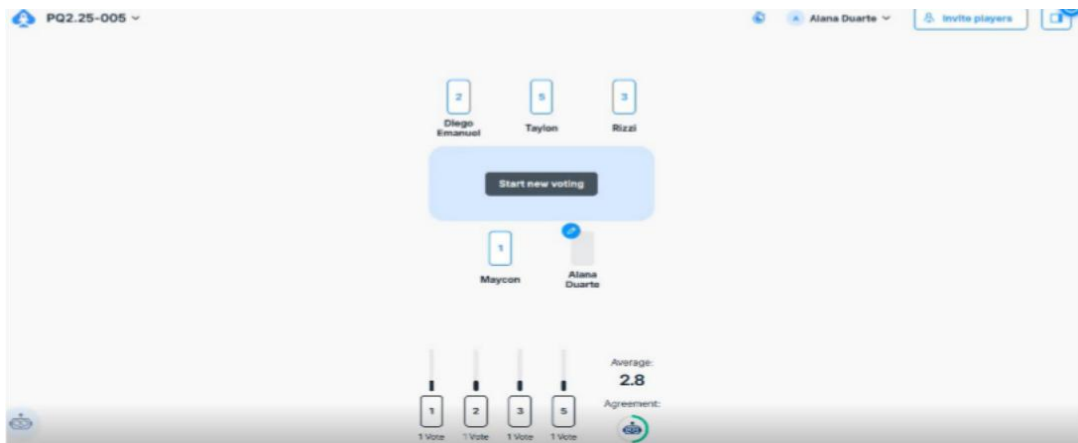 PQ2.25-005
A Alana Duarte
Invite players
2 5 3
Diego Emanuol Taylon Rizzi
Start new voting
1
Maycon Alana Duarte
Average:
2.8
1 2 3 5
Agreement:
1 Vote 1 Vote 1 Vote 1 Vote